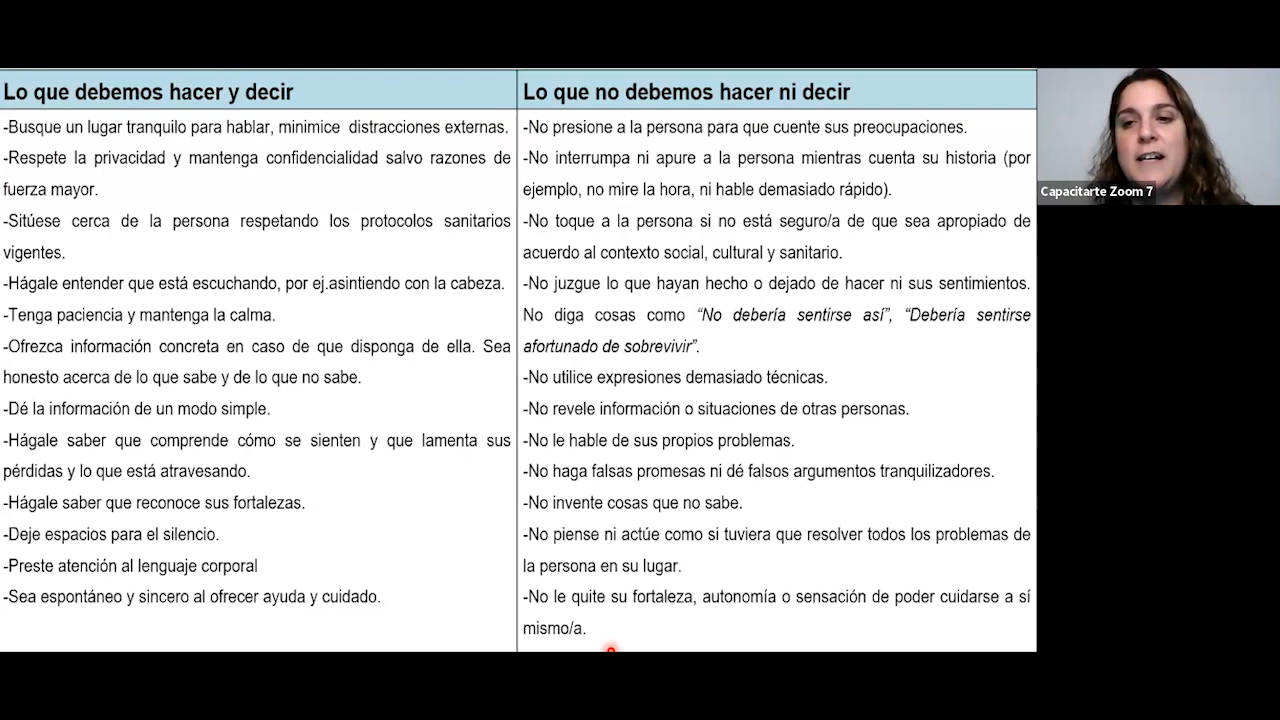 Lo que debemos hacer y decir
-Busque un lugar tranquilo para hablar, minimice distracciones externas.
-Respete la privacidad y mantenga confidencialidad salvo razones de
fuerza mayor.
-Sitúese cerca de la persona respetando los protocolos sanitarios
vigentes.
-Hágale entender que está escuchando, por ej.asintiendo con la cabeza.
-Tenga paciencia y mantenga la calma.
-Ofrezca información concreta en caso de que disponga de ella. Sea
honesto acerca de lo que sabe y de lo que no sabe.
-Dé la información de un modo simple.
-Hágale saber que comprende cómo se sienten y que lamenta sus
pérdidas y lo que está atravesando.
-Hágale saber que reconoce sus fortalezas.
-Deje espacios para el silencio.
-Preste atención al lenguaje corporal
-Sea espontáneo y sincero al ofrecer ayuda y cuidado.
Lo que no debemos hacer ni decir
-No presione a la persona para que cuente sus preocupaciones.
-No interrumpa ni apure a la persona mientras cuenta su historia (por
ejemplo, no mire la hora, ni hable demasiado rápido).
-No toque a la persona si no está seguro/a de que sea apropiado de
acuerdo al contexto social, cultural y sanitario.
-No juzgue lo que hayan hecho o dejado de hacer ni sus sentimientos.
No diga cosas como “No debería sentirse así”, “Debería sentirse
afortunado de sobrevivir”.
-No utilice expresiones demasiado técnicas.
-No revele información o situaciones de otras personas.
-No le hable de sus propios problemas.
-No haga falsas promesas ni dé falsos argumentos tranquilizadores.
-No invente cosas que no sabe.
-No piense ni actúe como si tuviera que resolver todos los problemas de
la persona en su lugar.
-No le quite su fortaleza, autonomía o sensación de poder cuidarse a sí
mismo/a.
Capacitarte Zoom 7